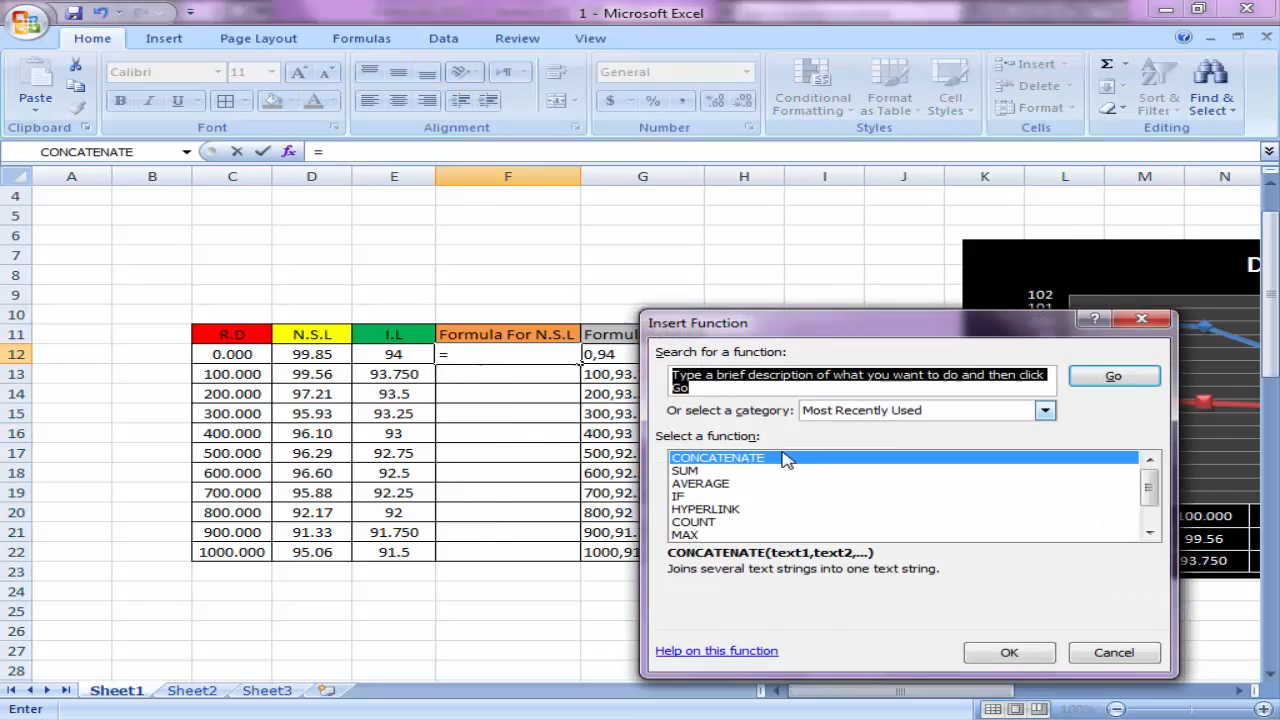 1 - Microsoft Excel
Home Insert Page Layout Formulas Data Review View
Paste
Calibri 11
General
Conditional Formatting
Format as Table
Cell Styles
Insert
Delete
Format
Sort & Filter
Find & Select
Clipboard Font Alignment Number Styles Cells Editing
CONCATENATE =
A B C D E F G H I J K L M N
4
5
6
7
8
9
10
11 R.D N.S.L I.L Formula For N.S.L Formul
12 0.000 99.85 94 = 0,94
13 100.000 99.56 93.750 100,93.
14 200.000 97.21 93.5 200,93.
15 300.000 95.93 93.25 300,93.
16 400.000 96.10 93 400,93
17 500.000 96.29 92.75 500,92.
18 600.000 96.60 92.5 600,92.
19 700.000 95.88 92.25 700,92.
20 800.000 92.17 92 800,92
21 900.000 91.33 91.750 900,91.
22 1000.000 95.06 91.5 1000,91
23
24
25
26
27
28
D
102
100
100.000
99.56
93.750
Insert Function
Search for a function:
Type a brief description of what you want to do and then click
Go
Go
Or select a category: Most Recently Used
Select a function:
CONCATENATE
SUM
AVERAGE
IF
HYPERLINK
COUNT
MAX
CONCATENATE(text1,text2,...)
Joins several text strings into one text string.
Help on this function OK Cancel
Sheet1 Sheet2 Sheet3
Enter 100%